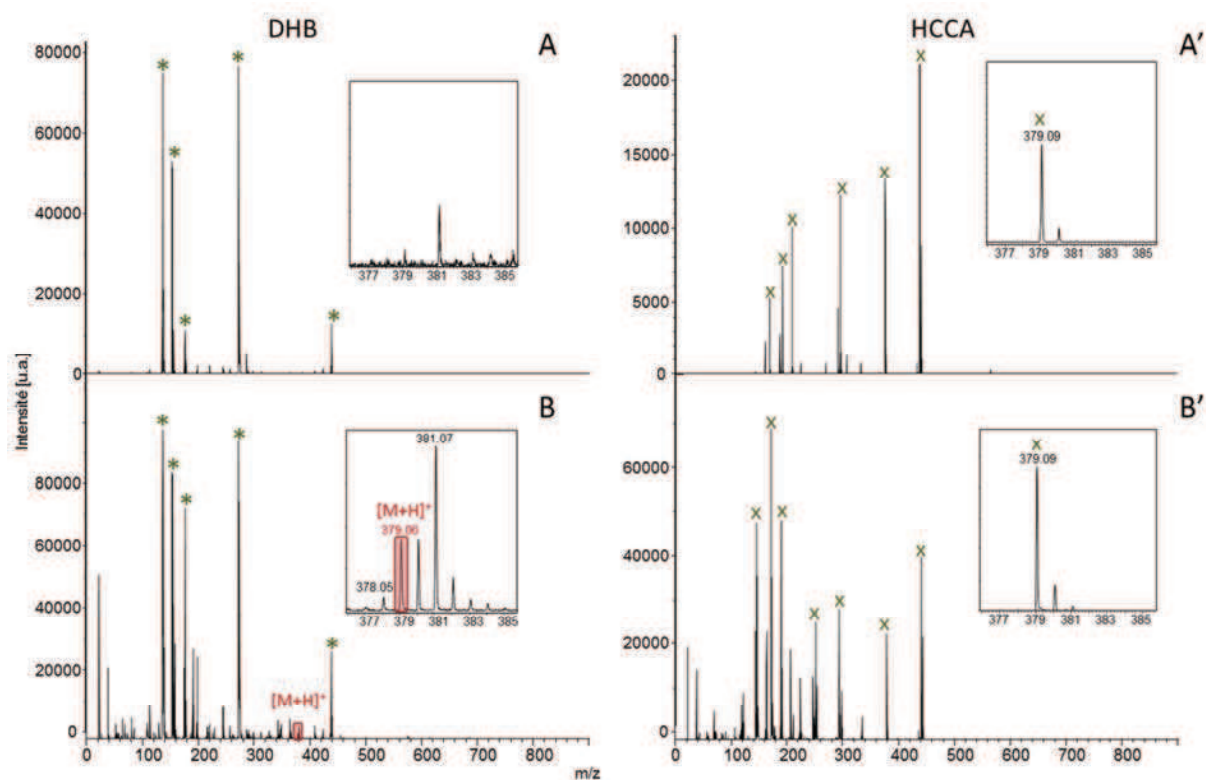 DHB
HCCA
A
80000
60000
40000
20000
0
*
*
*
*
*
377 379 381 383 385
A'
20000
15000
10000
5000
0
X
X
X
X
X
X
X
379.09
377 379 381 383 385
Intensité [u.a.]
B
80000
60000
40000
20000
0
*
*
*
*
*
381.07
[M+H]⁺
379.06
378.05
377 379 381 383 385
[M+H]⁺
0 100 200 300 400 500 600 700 800
m/z
B'
60000
40000
20000
0
X
X
X
X
X
X
X
X
379.09
377 379 381 383 385
0 100 200 300 400 500 600 700 800